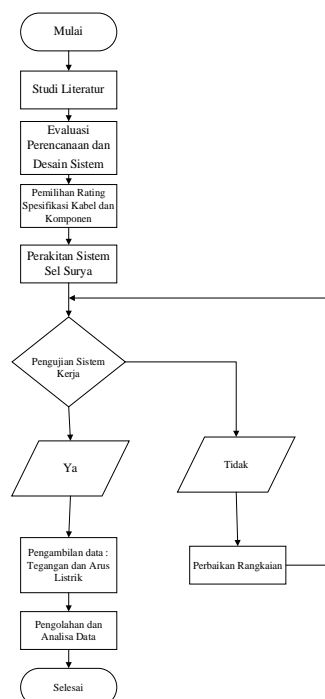 Mulai
Studi Literatur
Evaluasi
Perencanaan dan
Desain Sistem
Pemilihan Rating
Spesifikasi Kabel dan
Komponen
Perakitan Sistem
Sel Surya
Pengujian Sistem
Kerja
Ya
Tidak
Pengambilan data :
Tegangan dan Arus
Listrik
Perbaikan Rangkaian
Pengolahan dan
Analisa Data
Selesai